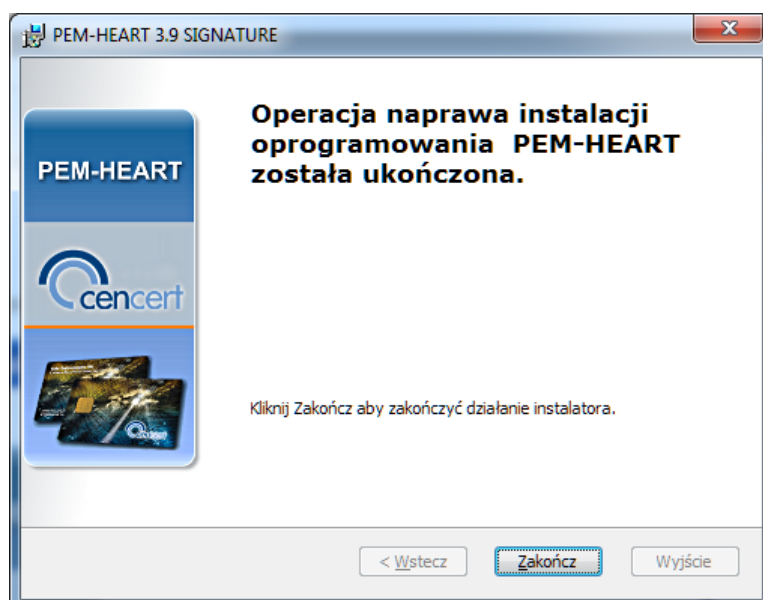 PEM-HEART 3.9 SIGNATURE
Operacja naprawa instalacji
oprogramowania PEM-HEART
została ukończona.
PEM-HEART
cencert
Kliknij Zakończ aby zakończyć działanie instalatora.
< Wstecz
Zakończ
Wyjście